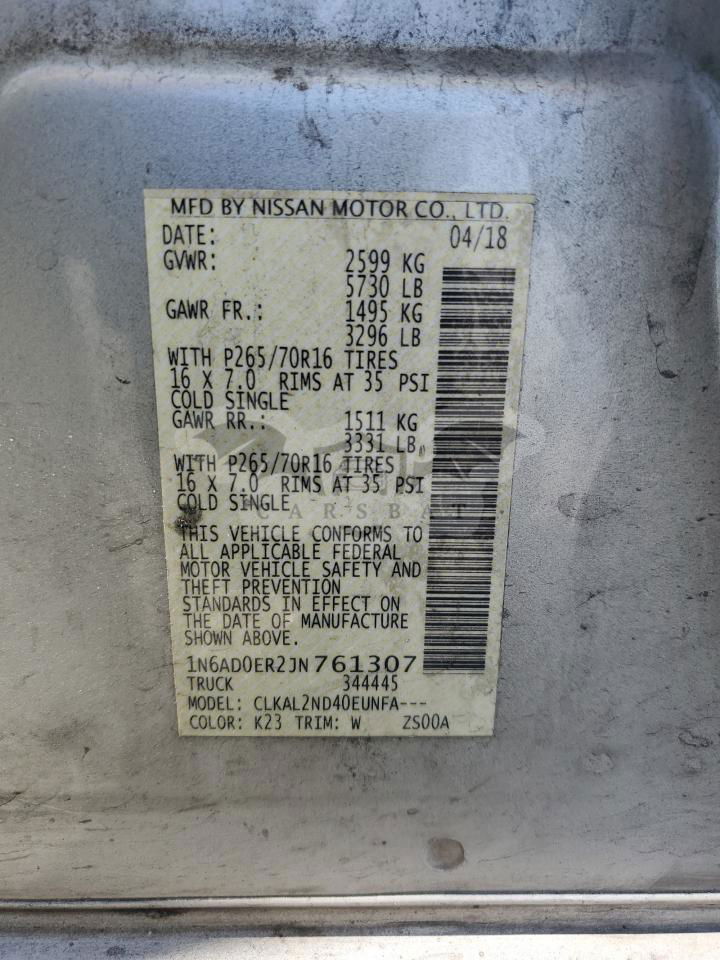 MFD BY NISSAN MOTOR CO., LTD.
DATE: 04/18
GVWR: 2599 KG
5730 LB
GAWR FR.: 1495 KG
3296 LB
WITH P265/70R16 TIRES
16 X 7.0 RIMS AT 35 PSI
COLD SINGLE
GAWR RR.: 1511 KG
3331 LB
WITH P265/70R16 TIRES
16 X 7.0 RIMS AT 35 PSI
COLD SINGLE
CARSBAT
THIS VEHICLE CONFORMS TO
ALL APPLICABLE FEDERAL
MOTOR VEHICLE SAFETY AND
THEFT PREVENTION
STANDARDS IN EFFECT ON
THE DATE OF MANUFACTURE
SHOWN ABOVE.
1N6AD0ER2JN761307
TRUCK 344445
MODEL: CLKAL2ND40EUNFA---
COLOR: K23 TRIM: W ZS00A